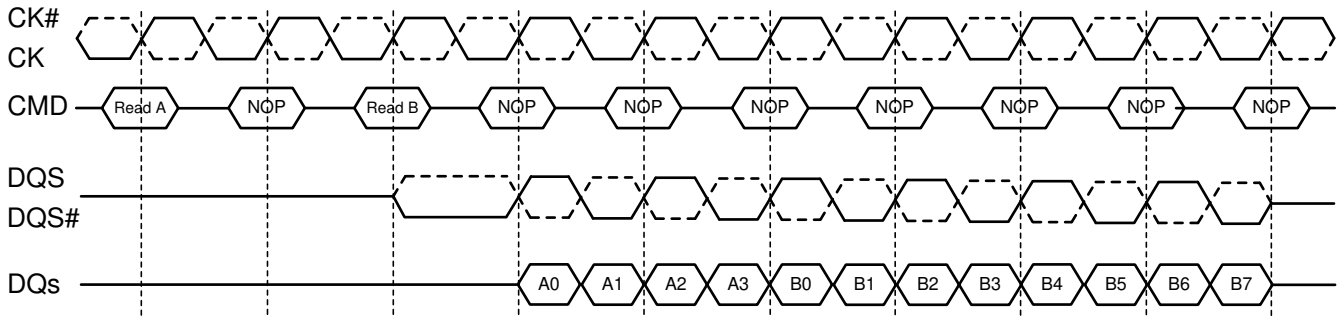 CK#
CK
CMD Read A NOP Read B NOP NOP NOP NOP NOP NOP NOP
DQS
DQS#
DQs A0 A1 A2 A3 B0 B1 B2 B3 B4 B5 B6 B7